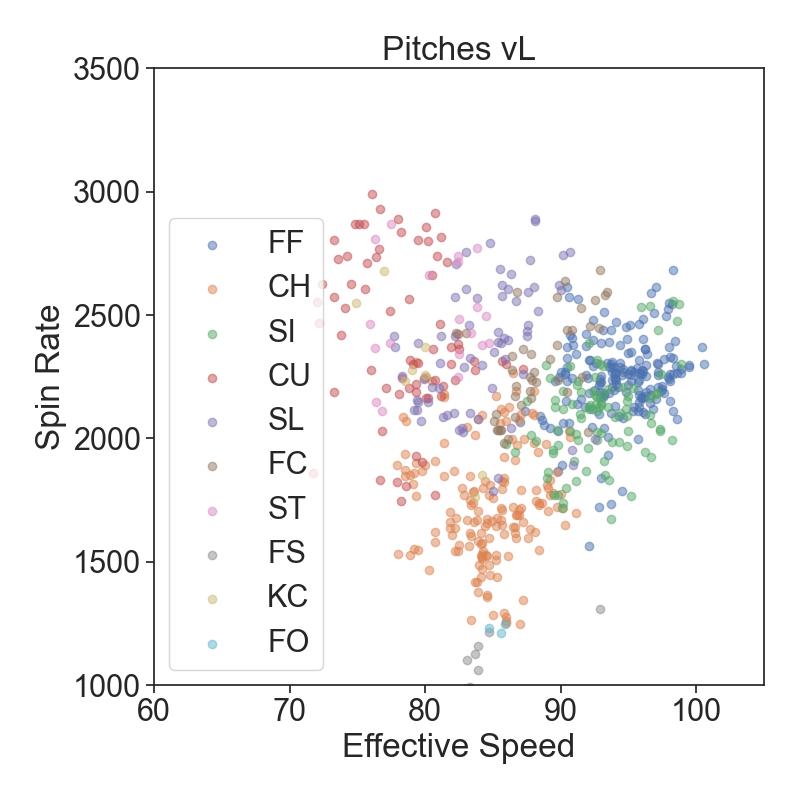 Pitches vL
3500
3000
2500
2000
1500
1000
Spin Rate
FF
CH
SI
CU
SL
FC
ST
FS
KC
FO
60 70 80 90 100
Effective Speed